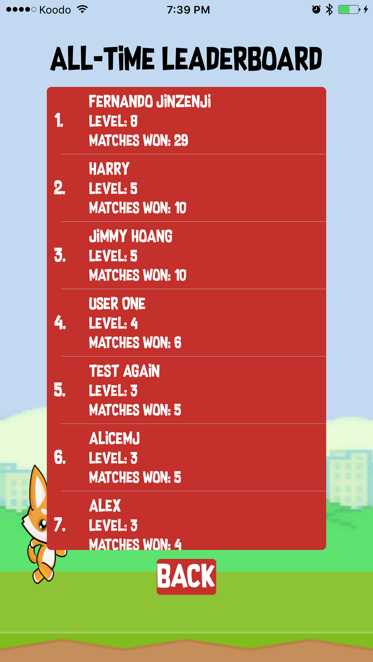 Koodo 7:39 PM
ALL-TiME LEADERBOARD
1.
FERNANDO JiNZENJi
LEVEL: 8
MATCHES WON: 29
2.
HARRY
LEVEL: 5
MATCHES WON: 10
3.
JiMMY HOANG
LEVEL: 5
MATCHES WON: 10
4.
USER ONE
LEVEL: 4
MATCHES WON: 6
5.
TEST AGAiN
LEVEL: 3
MATCHES WON: 5
6.
ALiCEMJ
LEVEL: 3
MATCHES WON: 5
7.
ALEX
LEVEL: 3
MATCHES WON: 4
BACK